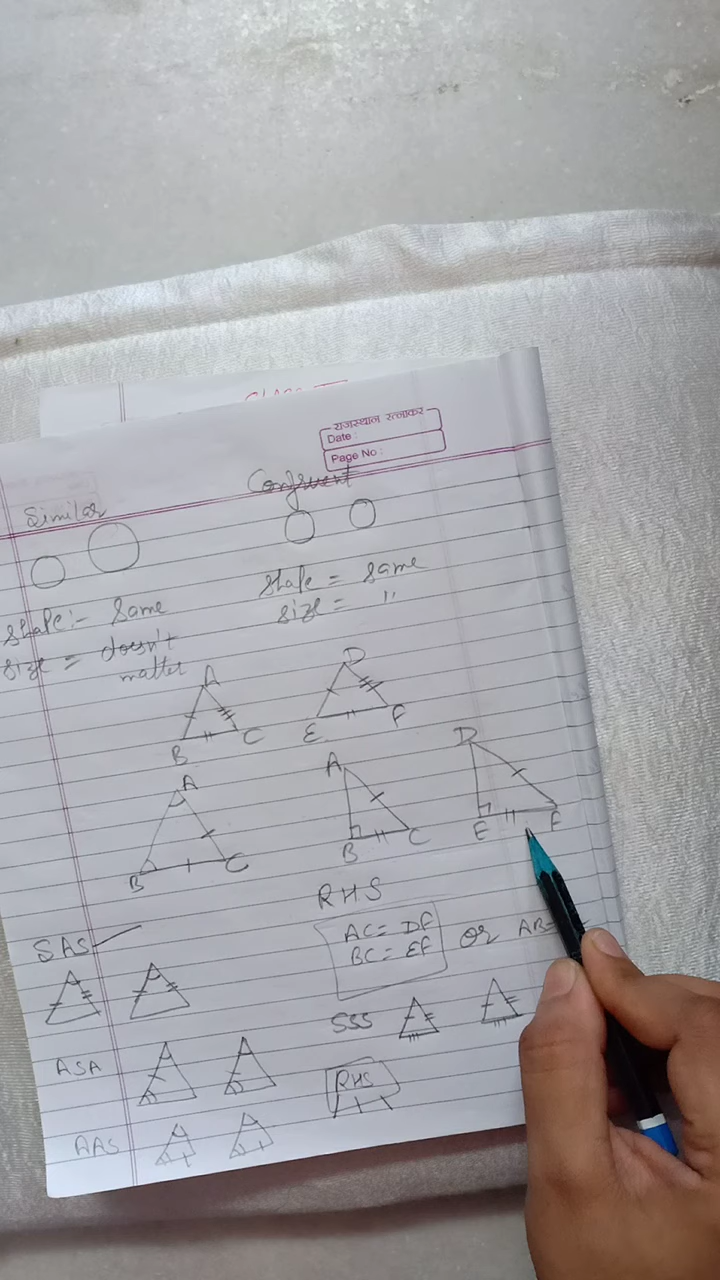 राजस्थान रत्नाकर
Date :
Page No :
Similar
Congruent
Shape = same
size = "
Shape :- Same
Size = doesn't
matter
A
B
C
D
E
F
A
B
C
A
B
C
D
E
F
RHS
AC = DF
BC = EF
or AB =
SAS
SSS
ASA
RHS
AAS